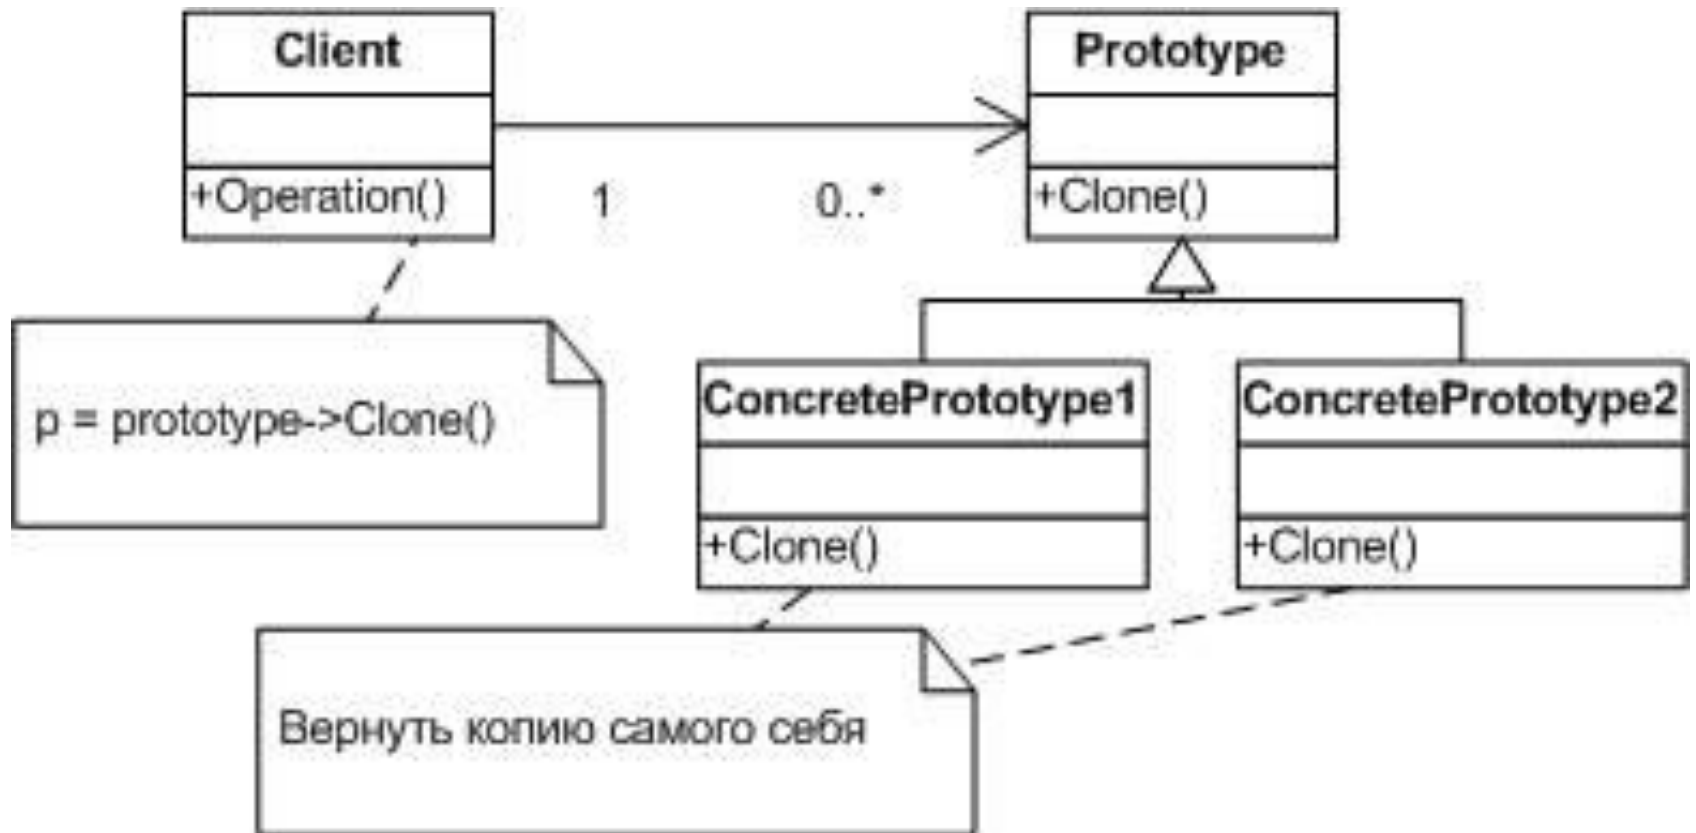 Client
Prototype
+Operation()
1
0..*
+Clone()
p = prototype->Clone()
ConcretePrototype1
ConcretePrototype2
+Clone()
+Clone()
Вернуть копию самого себя